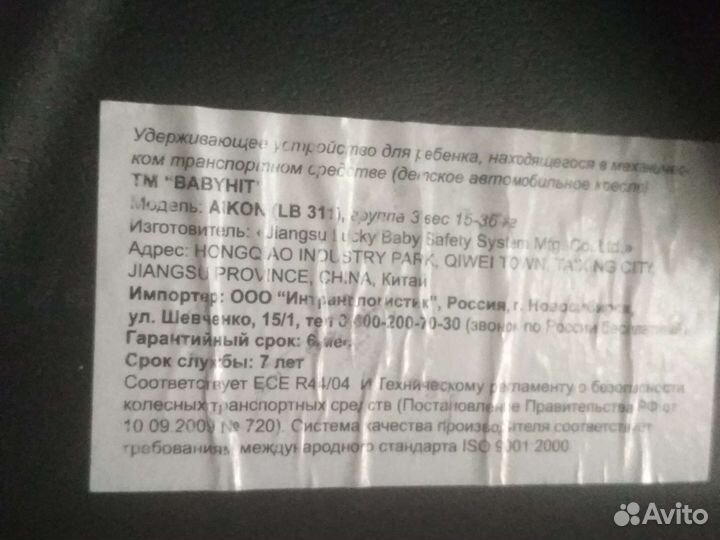 Удерживающее устройство для ребенка, находящегося в механичес-
ком транспортном средстве (детское автомобильное кресло)
ТМ "BABYHIT"
Модель: AIKON (LB 311), группа 3 вес 15-36 кг
Изготовитель: «Jiangsu Lucky Baby Safety System Mfg. Co. Ltd.»
Адрес: HONGQIAO INDUSTRY PARK, QIWEI TOWN, TAIXING CITY,
JIANGSU PROVINCE, CHINA, Китай
Импортер: ООО "Интранслогистик", Россия, г. Новосибирск,
ул. Шевченко, 15/1, тел 8-800-200-70-30 (звонок по России бесплатный)
Гарантийный срок: 6 мес.
Срок службы: 7 лет
Соответствует ECE R44/04 И Техническому регламенту о безопасности
колесных транспортных средств (Постановление Правительства РФ от
10.09.2009 № 720). Система качества производителя соответствует
требованиям международного стандарта ISO 9001 2000
Avito